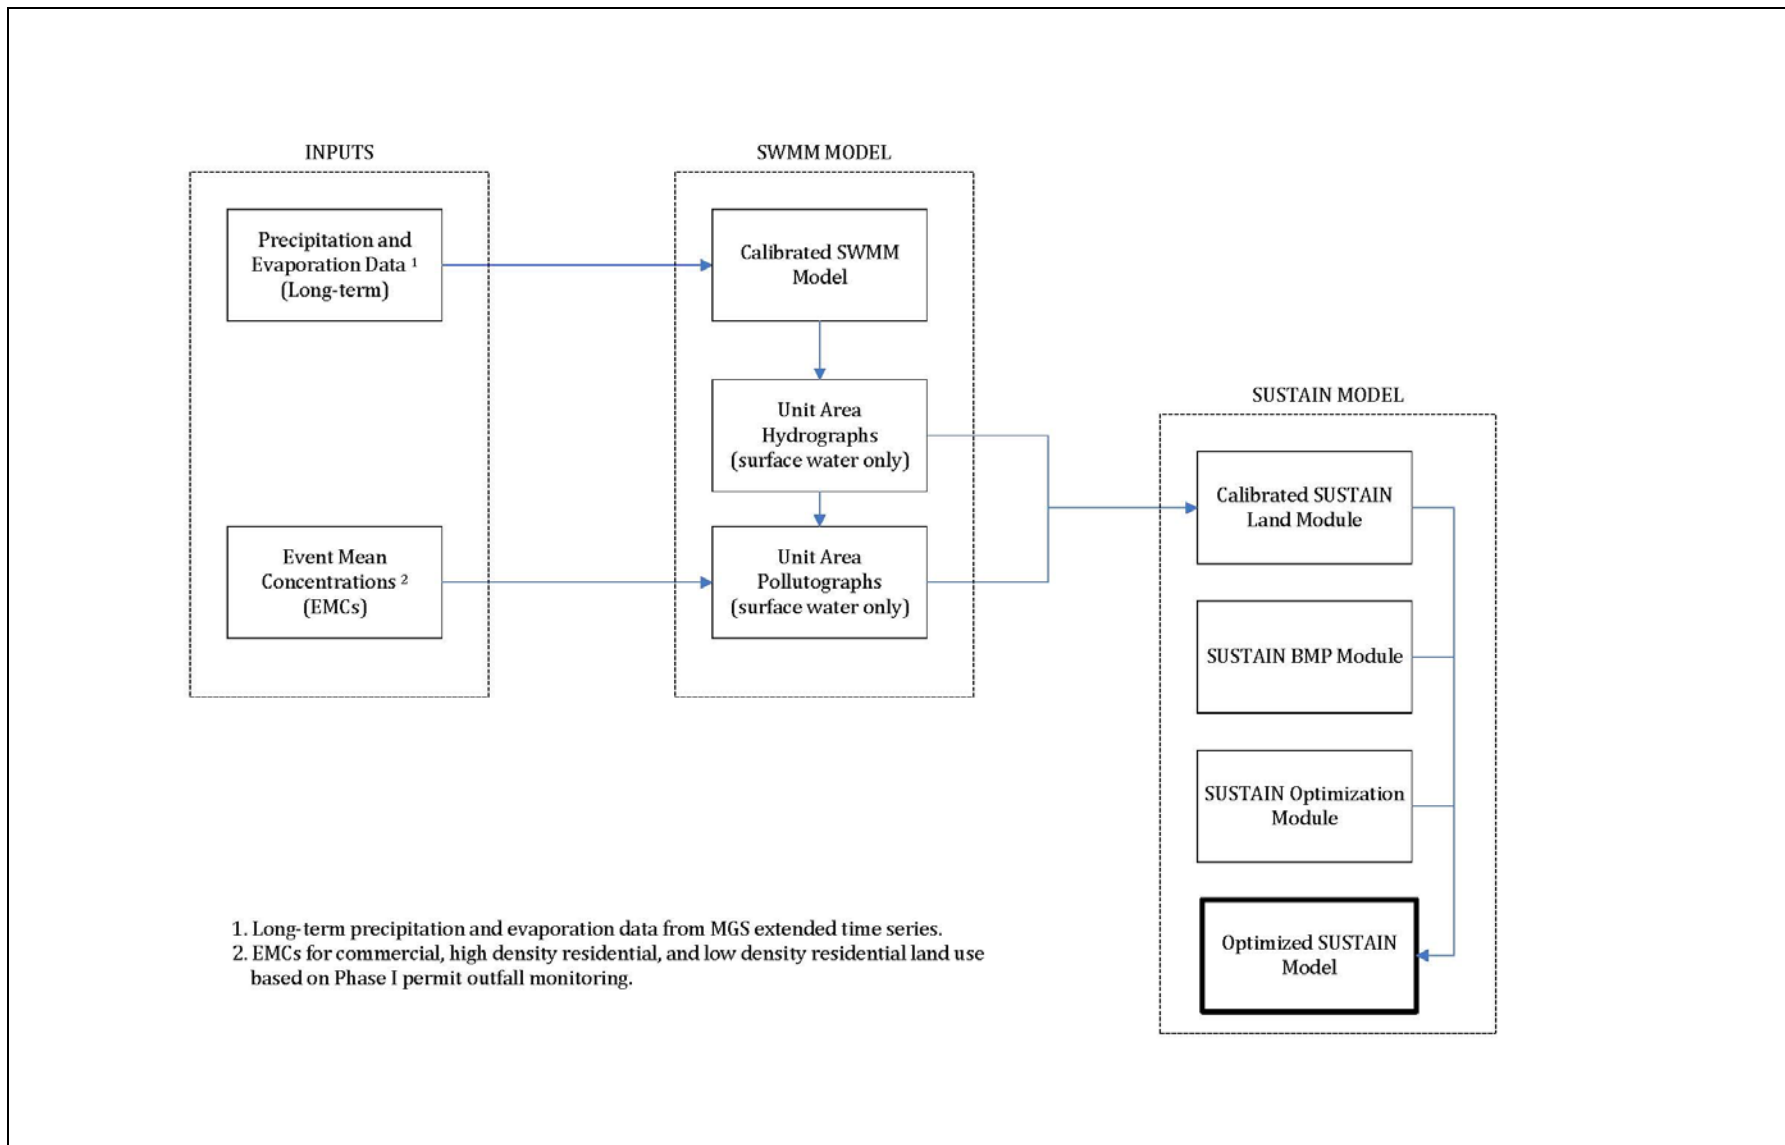 INPUTS
Precipitation and
Evaporation Data ¹
(Long-term)
Event Mean
Concentrations ²
(EMCs)
SWMM MODEL
Calibrated SWMM
Model
Unit Area
Hydrographs
(surface water only)
Unit Area
Pollutographs
(surface water only)
SUSTAIN MODEL
Calibrated SUSTAIN
Land Module
SUSTAIN BMP Module
SUSTAIN Optimization
Module
Optimized SUSTAIN
Model
1. Long-term precipitation and evaporation data from MGS extended time series.
2. EMCs for commercial, high density residential, and low density residential land use
based on Phase I permit outfall monitoring.